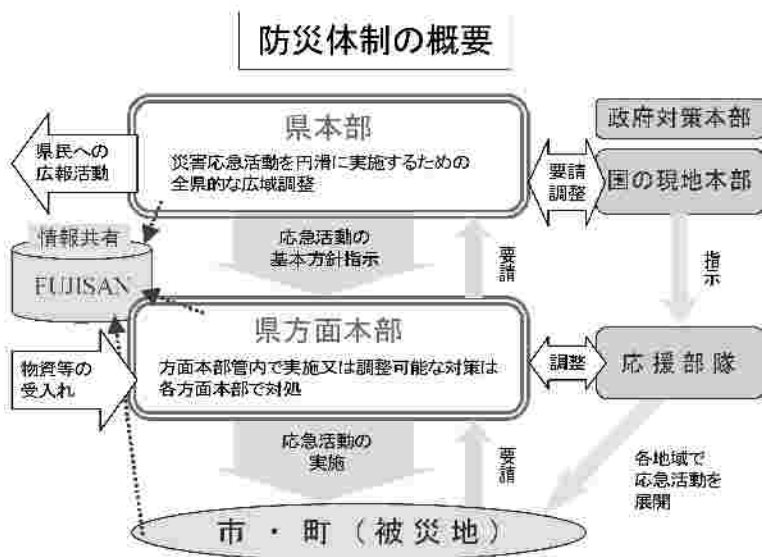 防災体制の概要
県本部
災害応急活動を円滑に実施するための
全県的な広域調整
県民への
広報活動
政府対策本部
要請
調整
国の現地本部
情報共有
FUJISAN
応急活動の
基本方針指示
要請
指示
県方面本部
方面本部管内で実施又は調整可能な対策は
各方面本部で対処
物資等の
受入れ
調整
応援部隊
応急活動の
実施
要請
各地域で
応急活動を
展開
市・町(被災地)